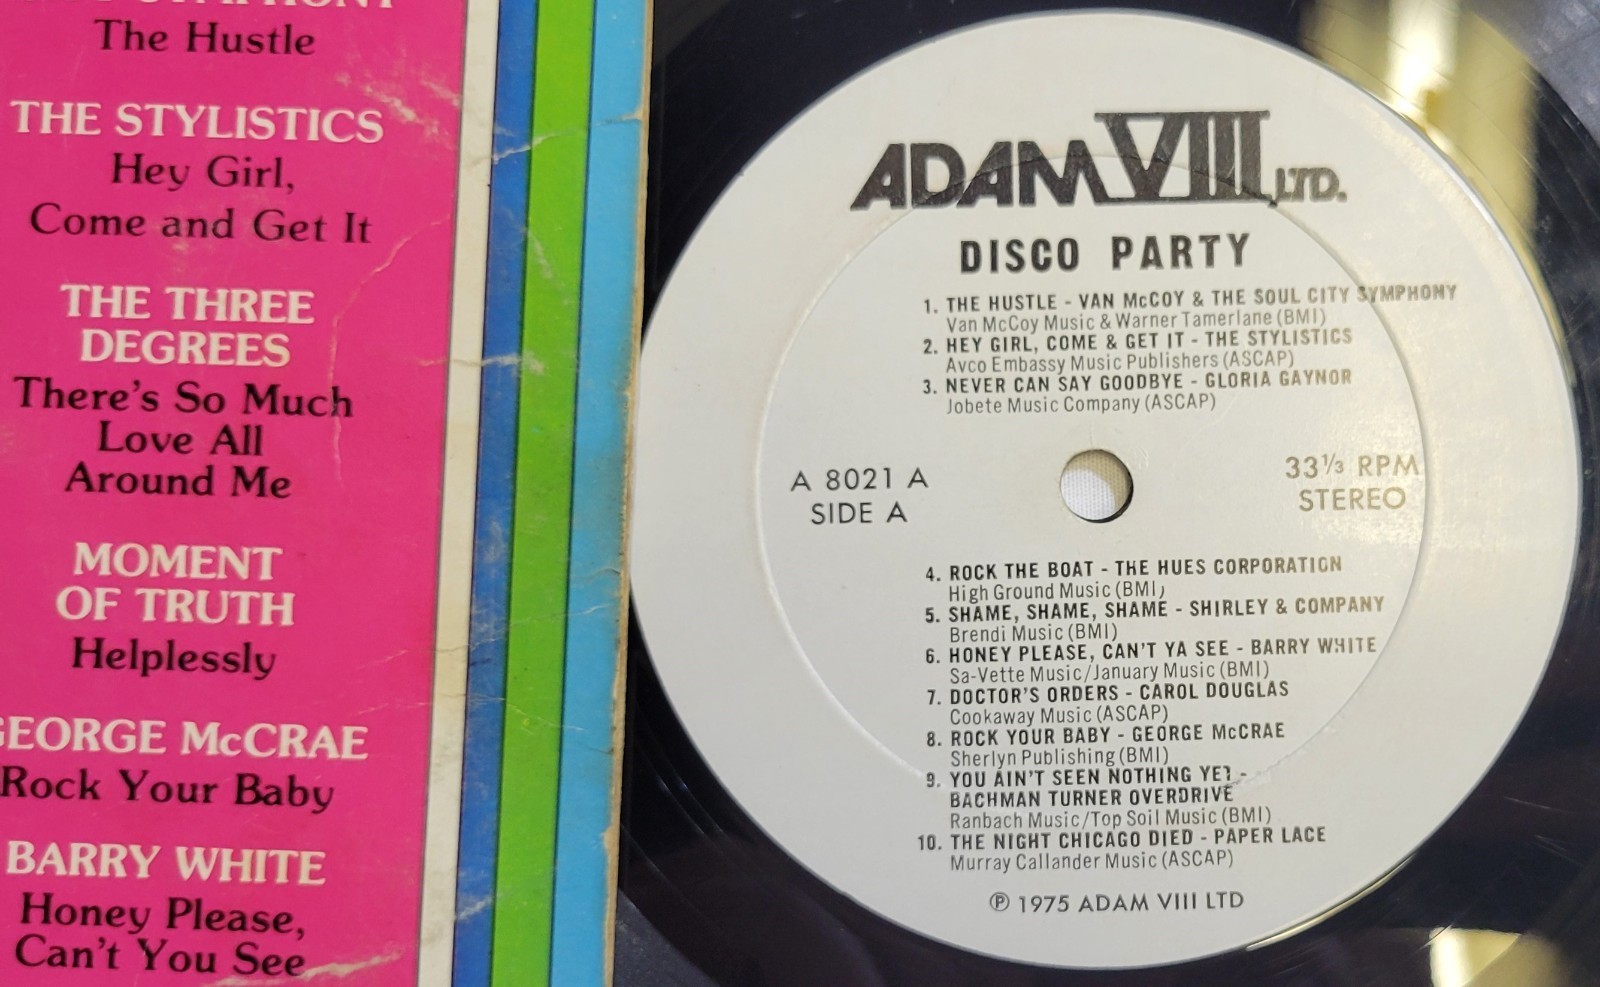 The Hustle
THE STYLISTICS
Hey Girl,
Come and Get It
THE THREE
DEGREES
There's So Much
Love All
Around Me
MOMENT
OF TRUTH
Helplessly
GEORGE McCRAE
Rock Your Baby
BARRY WHITE
Honey Please,
Can't You See
ADAM VIII LTD.
DISCO PARTY
1. THE HUSTLE - VAN McCOY & THE SOUL CITY SYMPHONY
Van McCoy Music & Warner Tamerlane (BMI)
2. HEY GIRL, COME & GET IT - THE STYLISTICS
Avco Embassy Music Publishers (ASCAP)
3. NEVER CAN SAY GOODBYE - GLORIA GAYNOR
Jobete Music Company (ASCAP)
A 8021 A
SIDE A
33⅓ RPM
STEREO
4. ROCK THE BOAT - THE HUES CORPORATION
High Ground Music (BMI)
5. SHAME, SHAME, SHAME - SHIRLEY & COMPANY
Brendi Music (BMI)
6. HONEY PLEASE, CAN'T YA SEE - BARRY WHITE
Sa-Vette Music/January Music (BMI)
7. DOCTOR'S ORDERS - CAROL DOUGLAS
Cookaway Music (ASCAP)
8. ROCK YOUR BABY - GEORGE McCRAE
Sherlyn Publishing (BMI)
9. YOU AIN'T SEEN NOTHING YET -
BACHMAN TURNER OVERDRIVE
Ranbach Music/Top Soil Music (BMI)
10. THE NIGHT CHICAGO DIED - PAPER LACE
Murray Callander Music (ASCAP)
℗ 1975 ADAM VIII LTD